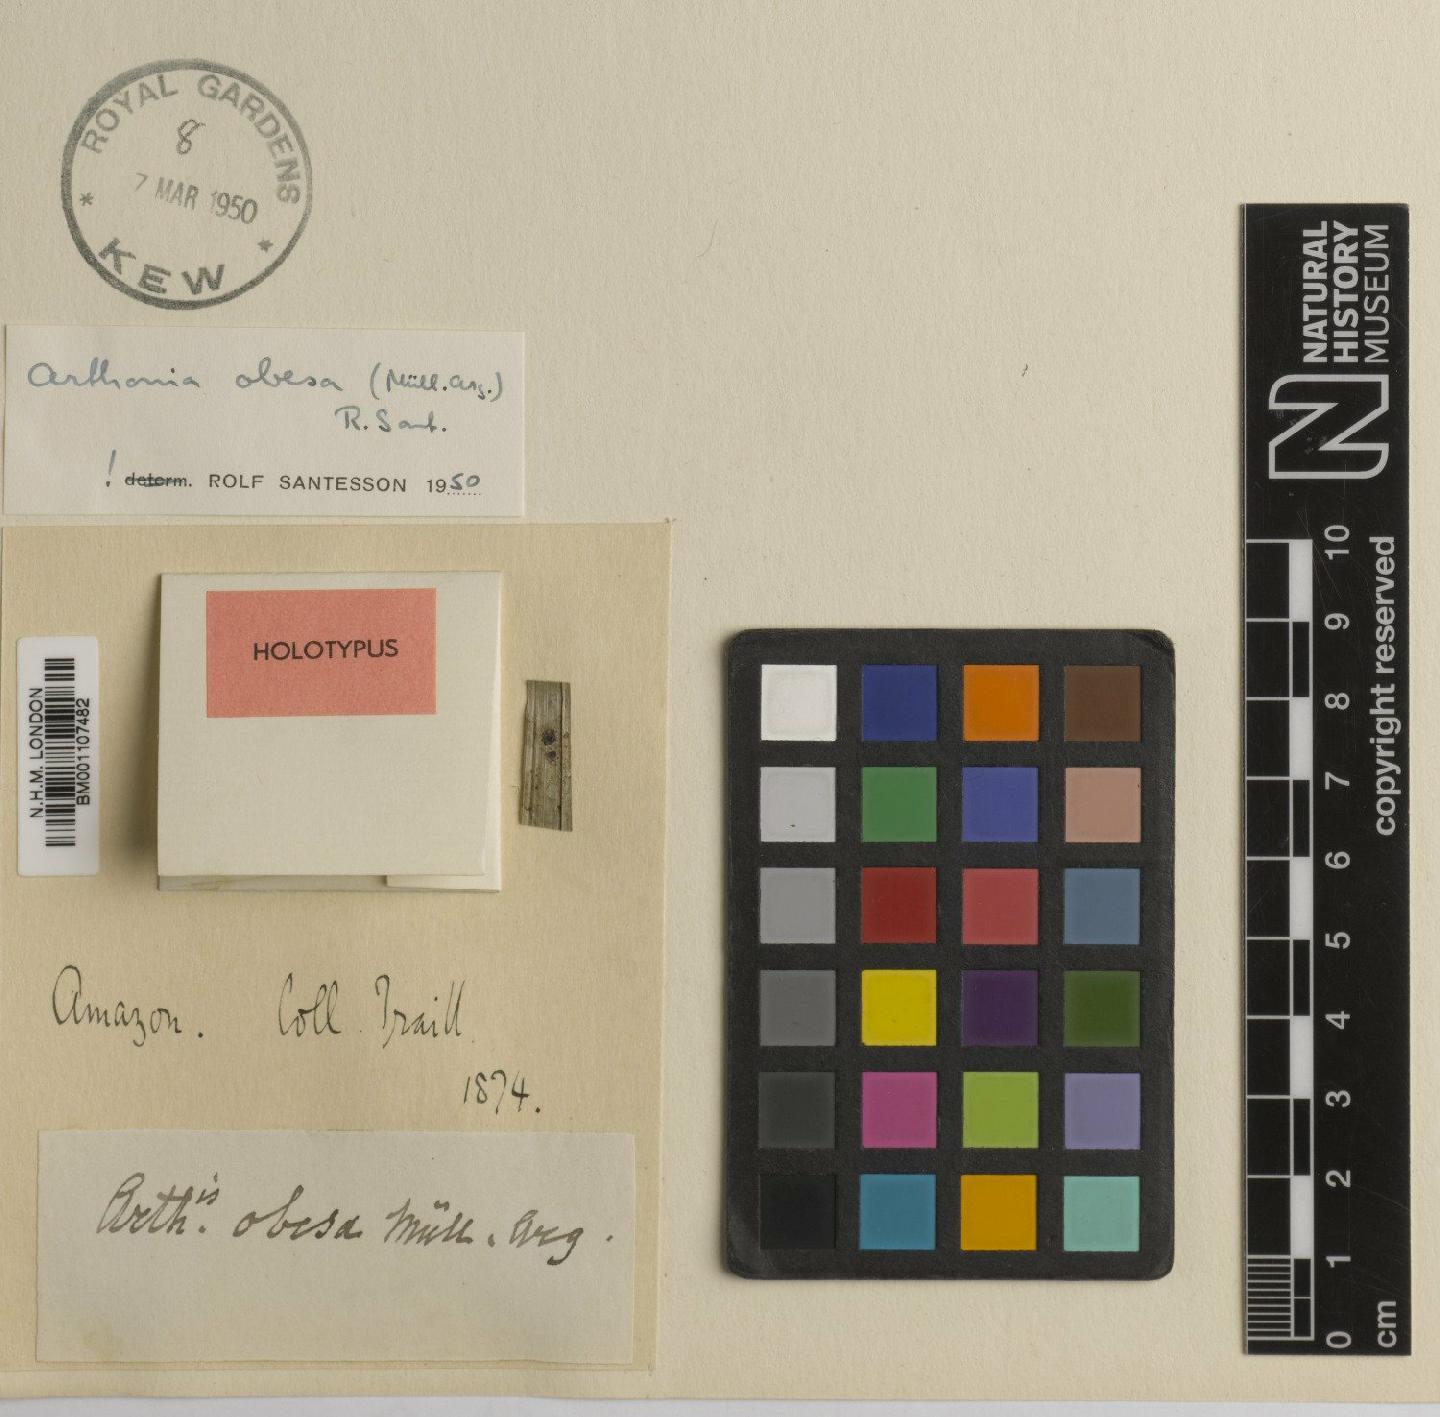 ROYAL GARDENS
8
7 MAR 1950
* KEW *
Arthonia obesa (Müll. Arg.)
R. Sant.
! determ. ROLF SANTESSON 1950
HOLOTYPUS
N.H.M. LONDON
BM001107482
Amazon. Coll. Traill
1874.
Arth.is obesa Müll. Arg.
NATURAL
HISTORY
MUSEUM
copyright reserved
10
9
8
7
6
5
4
3
2
1
0
cm